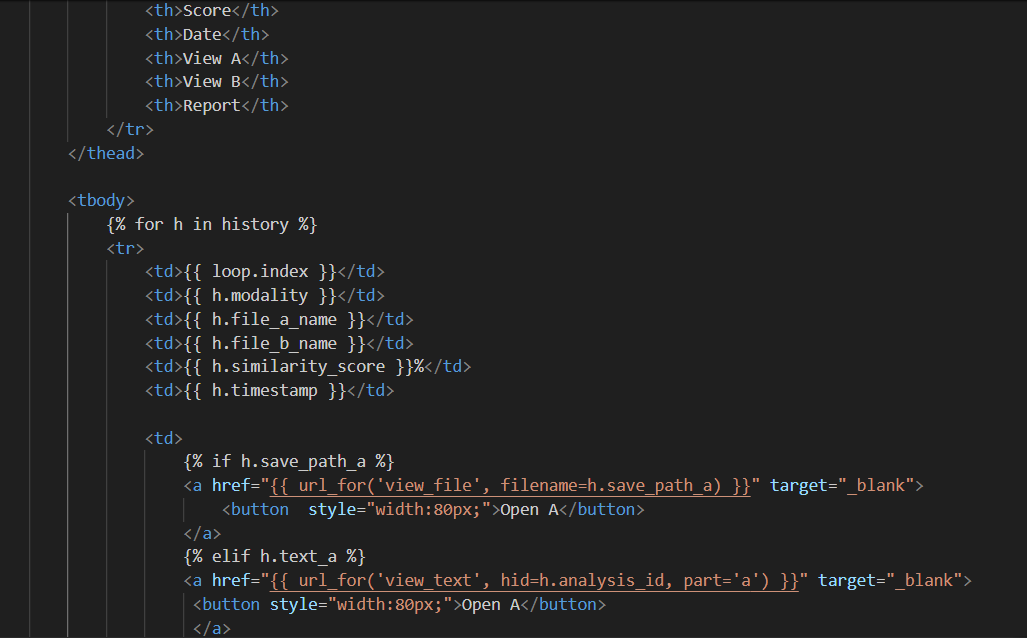 <th>Score</th>
<th>Date</th>
<th>View A</th>
<th>View B</th>
<th>Report</th>
</tr>
</thead>
<tbody>
{% for h in history %}
<tr>
<td>{{ loop.index }}</td>
<td>{{ h.modality }}</td>
<td>{{ h.file_a_name }}</td>
<td>{{ h.file_b_name }}</td>
<td>{{ h.similarity_score }}%</td>
<td>{{ h.timestamp }}</td>
<td>
{% if h.save_path_a %}
<a href="{{ url_for('view_file', filename=h.save_path_a) }}" target="_blank">
<button  style="width:80px;">Open A</button>
</a>
{% elif h.text_a %}
<a href="{{ url_for('view_text', hid=h.analysis_id, part='a') }}" target="_blank">
<button style="width:80px;">Open A</button>
</a>